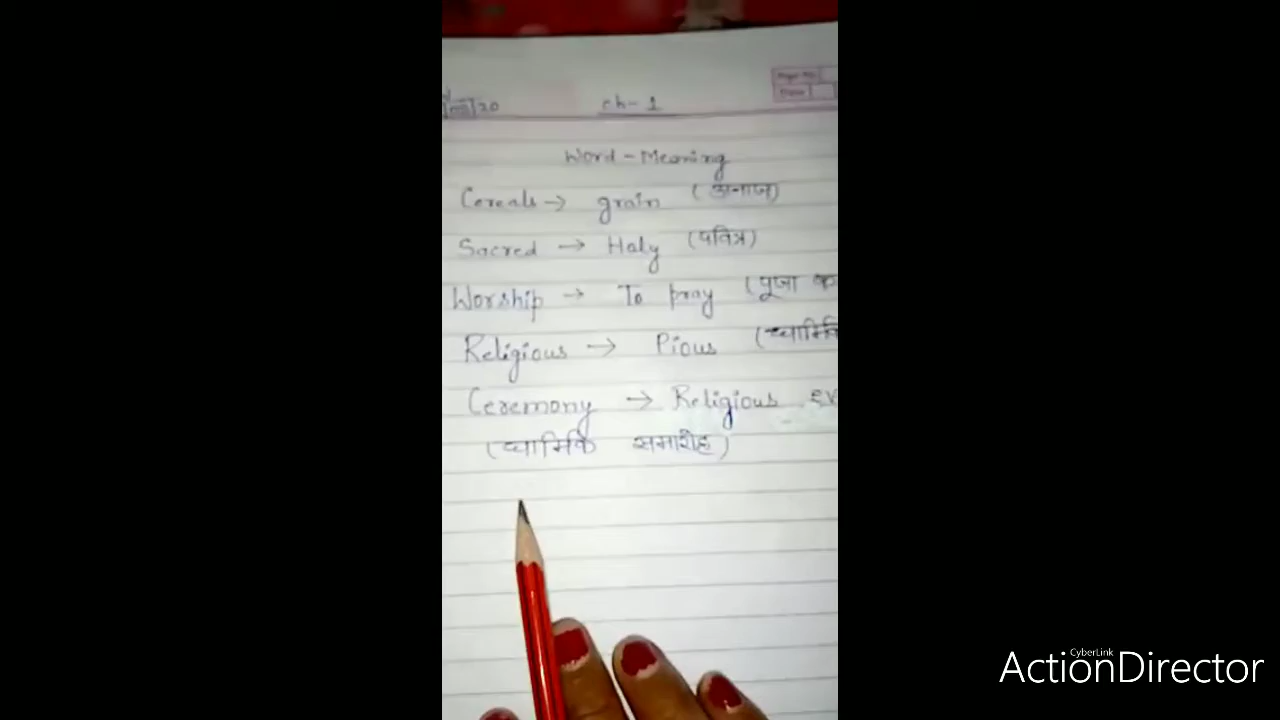 20
ch-1
Word-Meaning
Cereals → grain (अनाज)
Sacred → Holy (पवित्र)
Worship → To pray (पूजा
Religious → Pious (धार्मिक
Ceremony → Religious
(धार्मिक समारोह)
CyberLink
ActionDirector